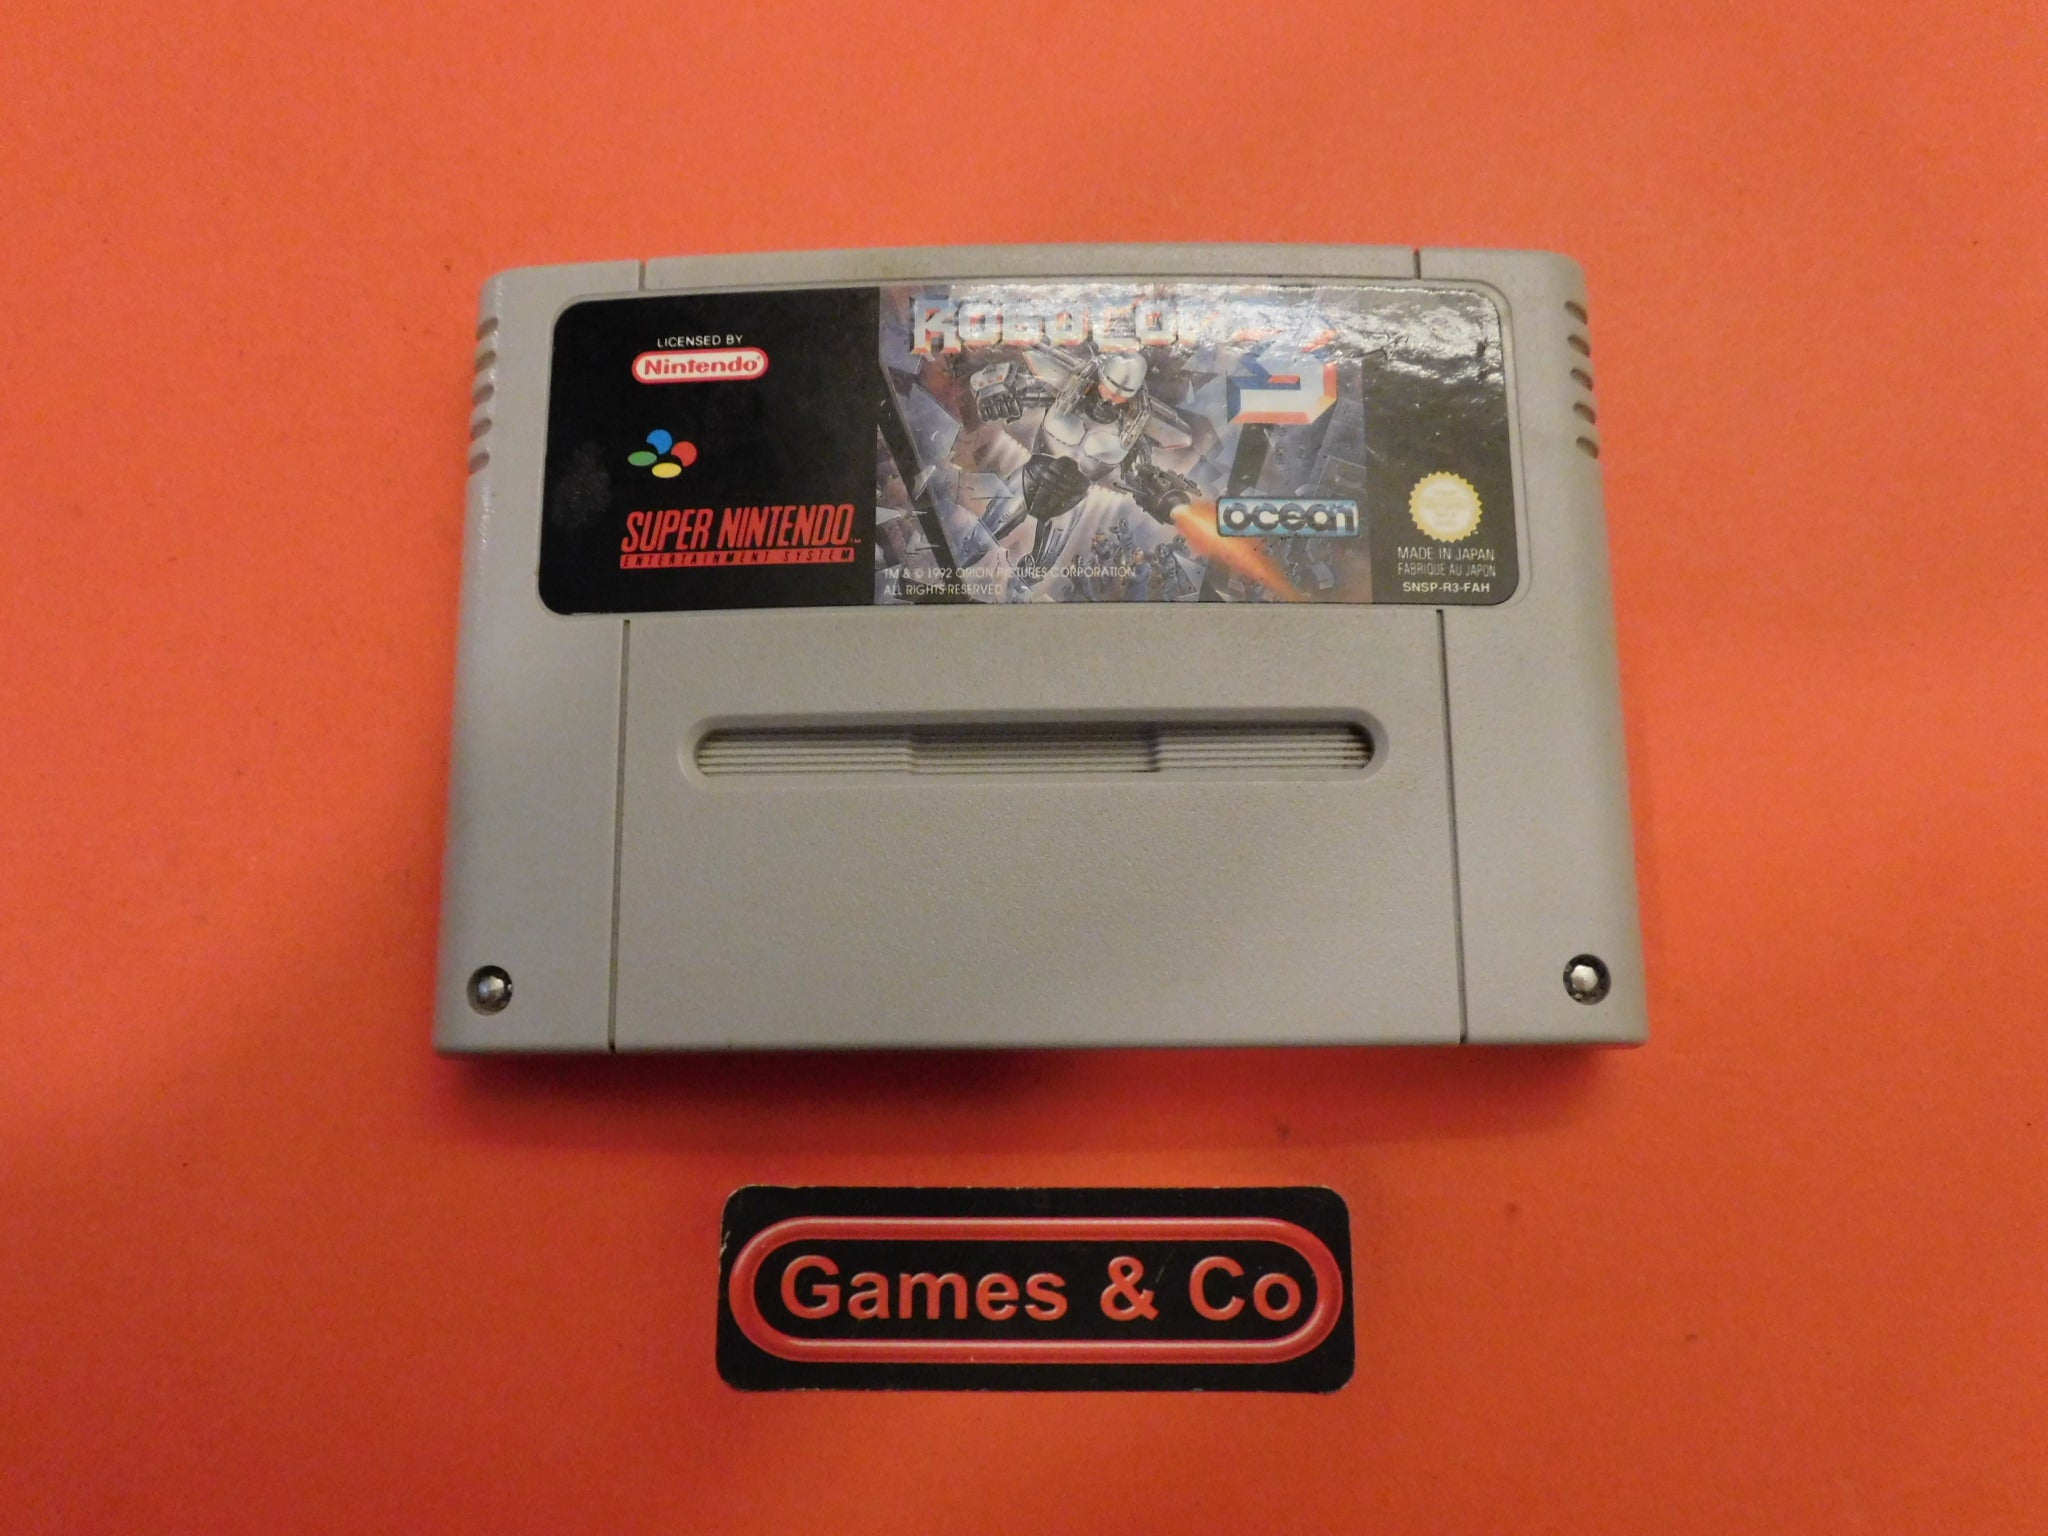 LICENSED BY
Nintendo
SUPER NINTENDO™
ENTERTAINMENT SYSTEM
ROBOCOP
3
ocean
TM & © 1992 ORION PICTURES CORPORATION
ALL RIGHTS RESERVED
MADE IN JAPAN
FABRIQUE AU JAPON
SNSP-R3-FAH
Games & Co